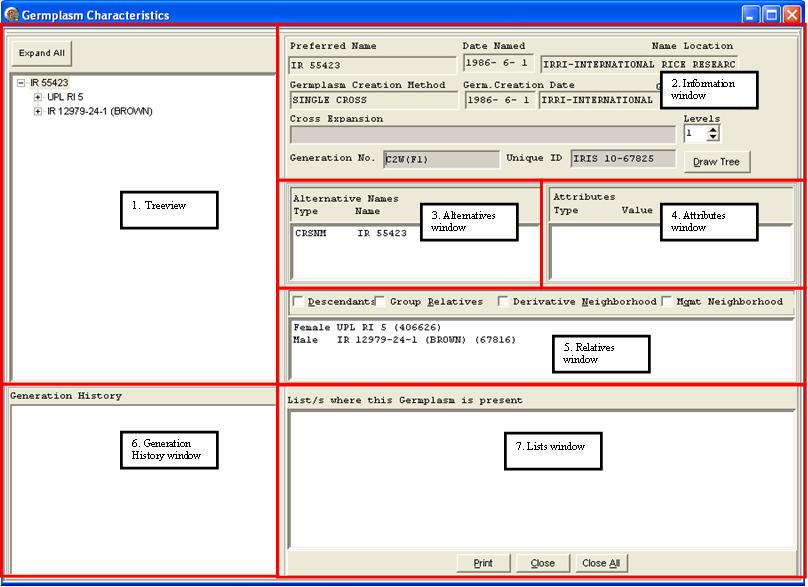 Germplasm Characteristics
Expand All
IR 55423
UPL RI 5
IR 12979-24-1 (BROWN)
1. Treeview
Preferred Name Date Named Name Location
IR 55423 1986- 6- 1 IRRI-INTERNATIONAL RICE RESEARC
Germplasm Creation Method Germ.Creation Date
SINGLE CROSS 1986- 6- 1 IRRI-INTERNATIONAL
2. Information
window
Cross Expansion Levels
1
Generation No. C2W(F1) Unique ID IRIS 10-67825 Draw Tree
Alternative Names
Type Name
CRSNM IR 55423
3. Alternatives
window
Attributes
Type Value
4. Attributes
window
Descendants Group Relatives Derivative Neighborhood Mgmt Neighborhood
Female UPL RI 5 (406626)
Male IR 12979-24-1 (BROWN) (67816)
5. Relatives
window
Generation History
6. Generation
History window
List/s where this Germplasm is present
7. Lists window
Print Close Close All